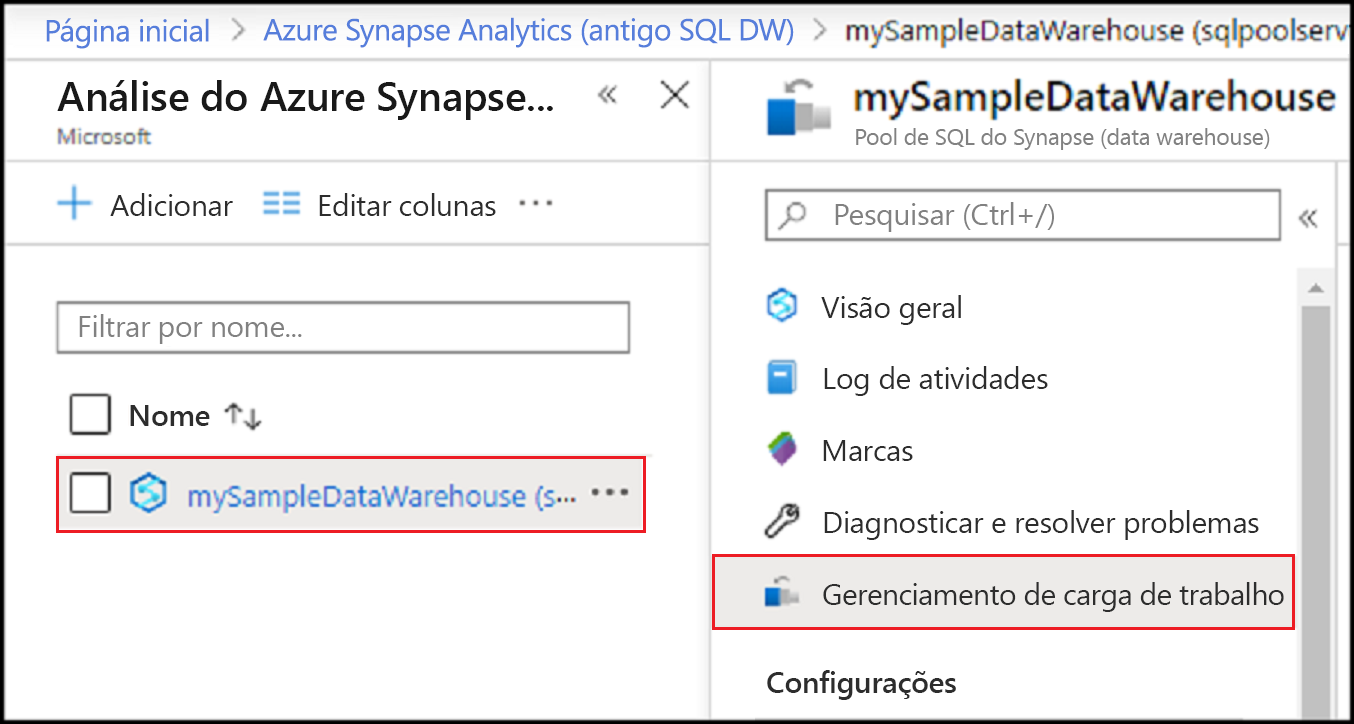 Página inicial > Azure Synapse Analytics (antigo SQL DW) > mySampleDataWarehouse (sqlpoolserv
Análise do Azure Synapse...
Microsoft
Adicionar Editar colunas ...
Filtrar por nome...
Nome
mySampleDataWarehouse (s... ...
mySampleDataWarehouse
Pool de SQL do Synapse (data warehouse)
Pesquisar (Ctrl+/)
Visão geral
Log de atividades
Marcas
Diagnosticar e resolver problemas
Gerenciamento de carga de trabalho
Configurações